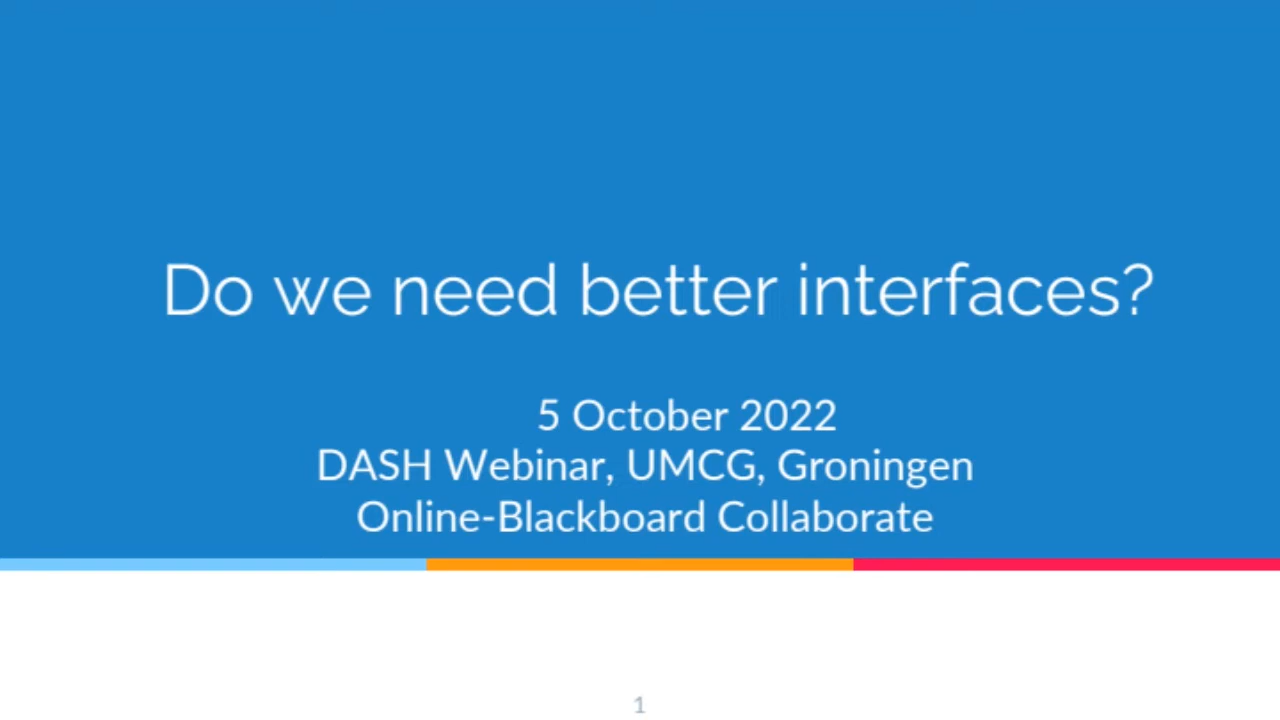 Do we need better interfaces?
5 October 2022
DASH Webinar, UMCG, Groningen
Online-Blackboard Collaborate
1